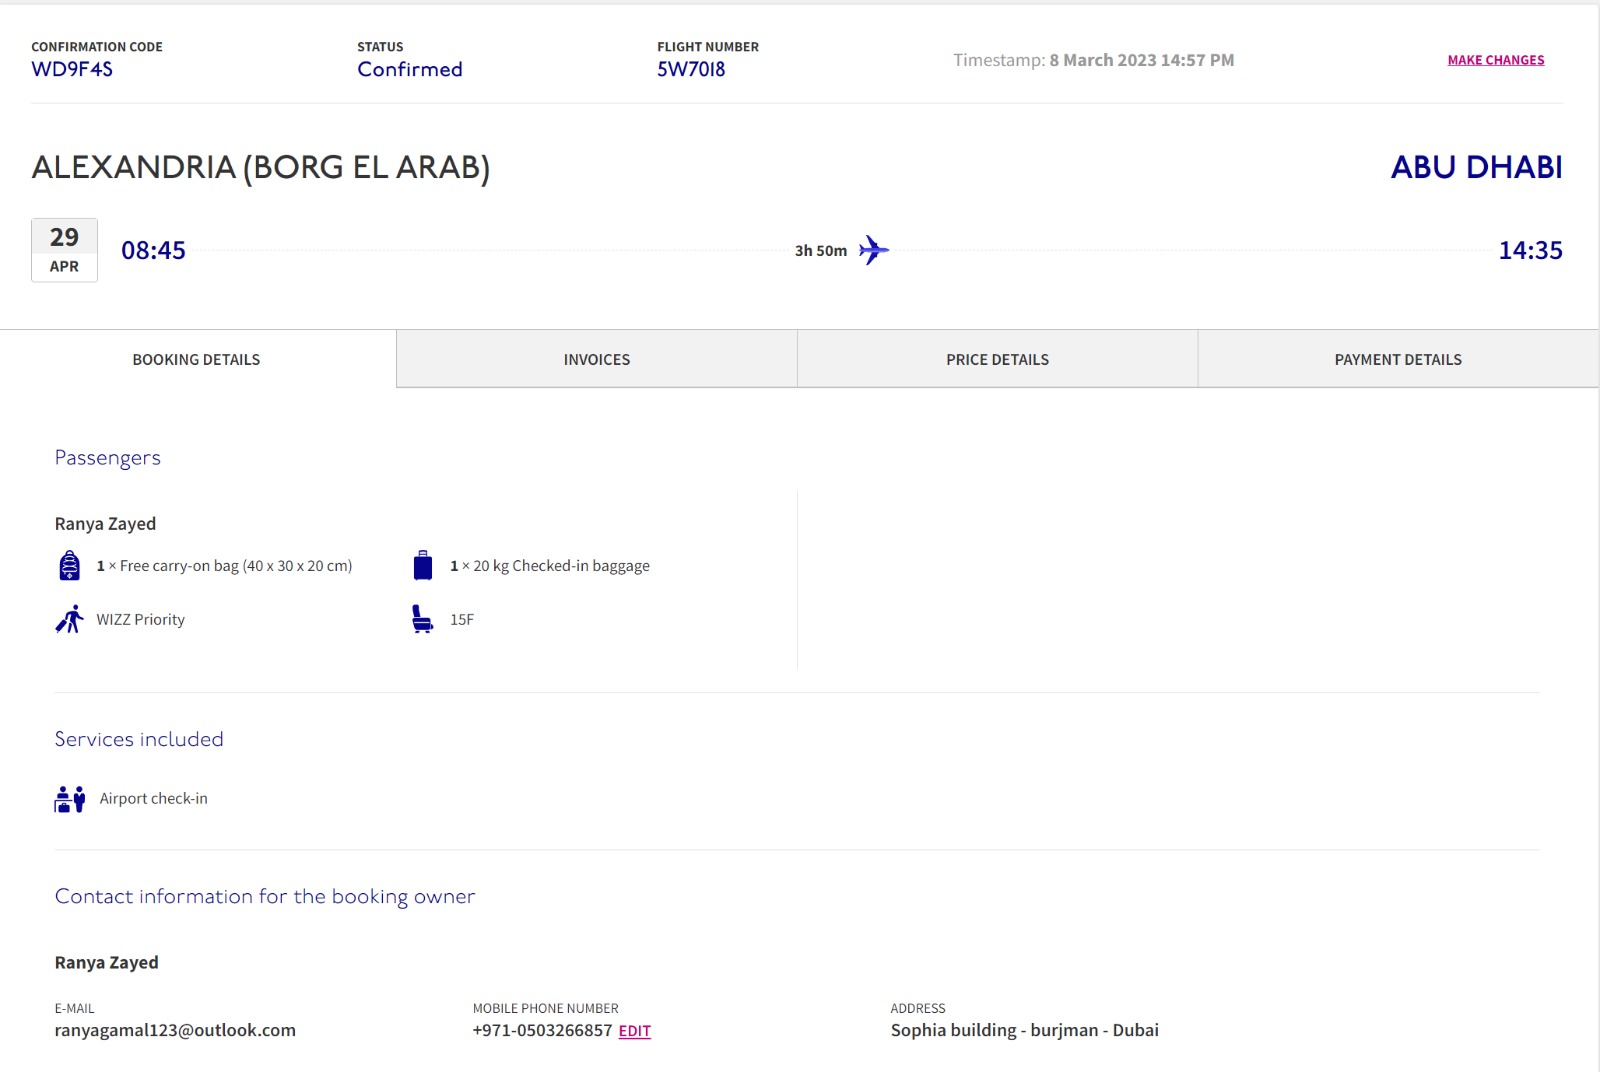 CONFIRMATION CODE
WD9F4S
STATUS
Confirmed
FLIGHT NUMBER
5W7018
Timestamp: 8 March 2023 14:57 PM
MAKE CHANGES
ALEXANDRIA (BORG EL ARAB)
ABU DHABI
29
APR
08:45
3h 50m
14:35
BOOKING DETAILS
INVOICES
PRICE DETAILS
PAYMENT DETAILS
Passengers
Ranya Zayed
1 × Free carry-on bag (40 x 30 x 20 cm)
1 × 20 kg Checked-in baggage
WIZZ Priority
15F
Services included
Airport check-in
Contact information for the booking owner
Ranya Zayed
E-MAIL
ranyagamal123@outlook.com
MOBILE PHONE NUMBER
+971-0503266857 EDIT
ADDRESS
Sophia building - burjman - Dubai